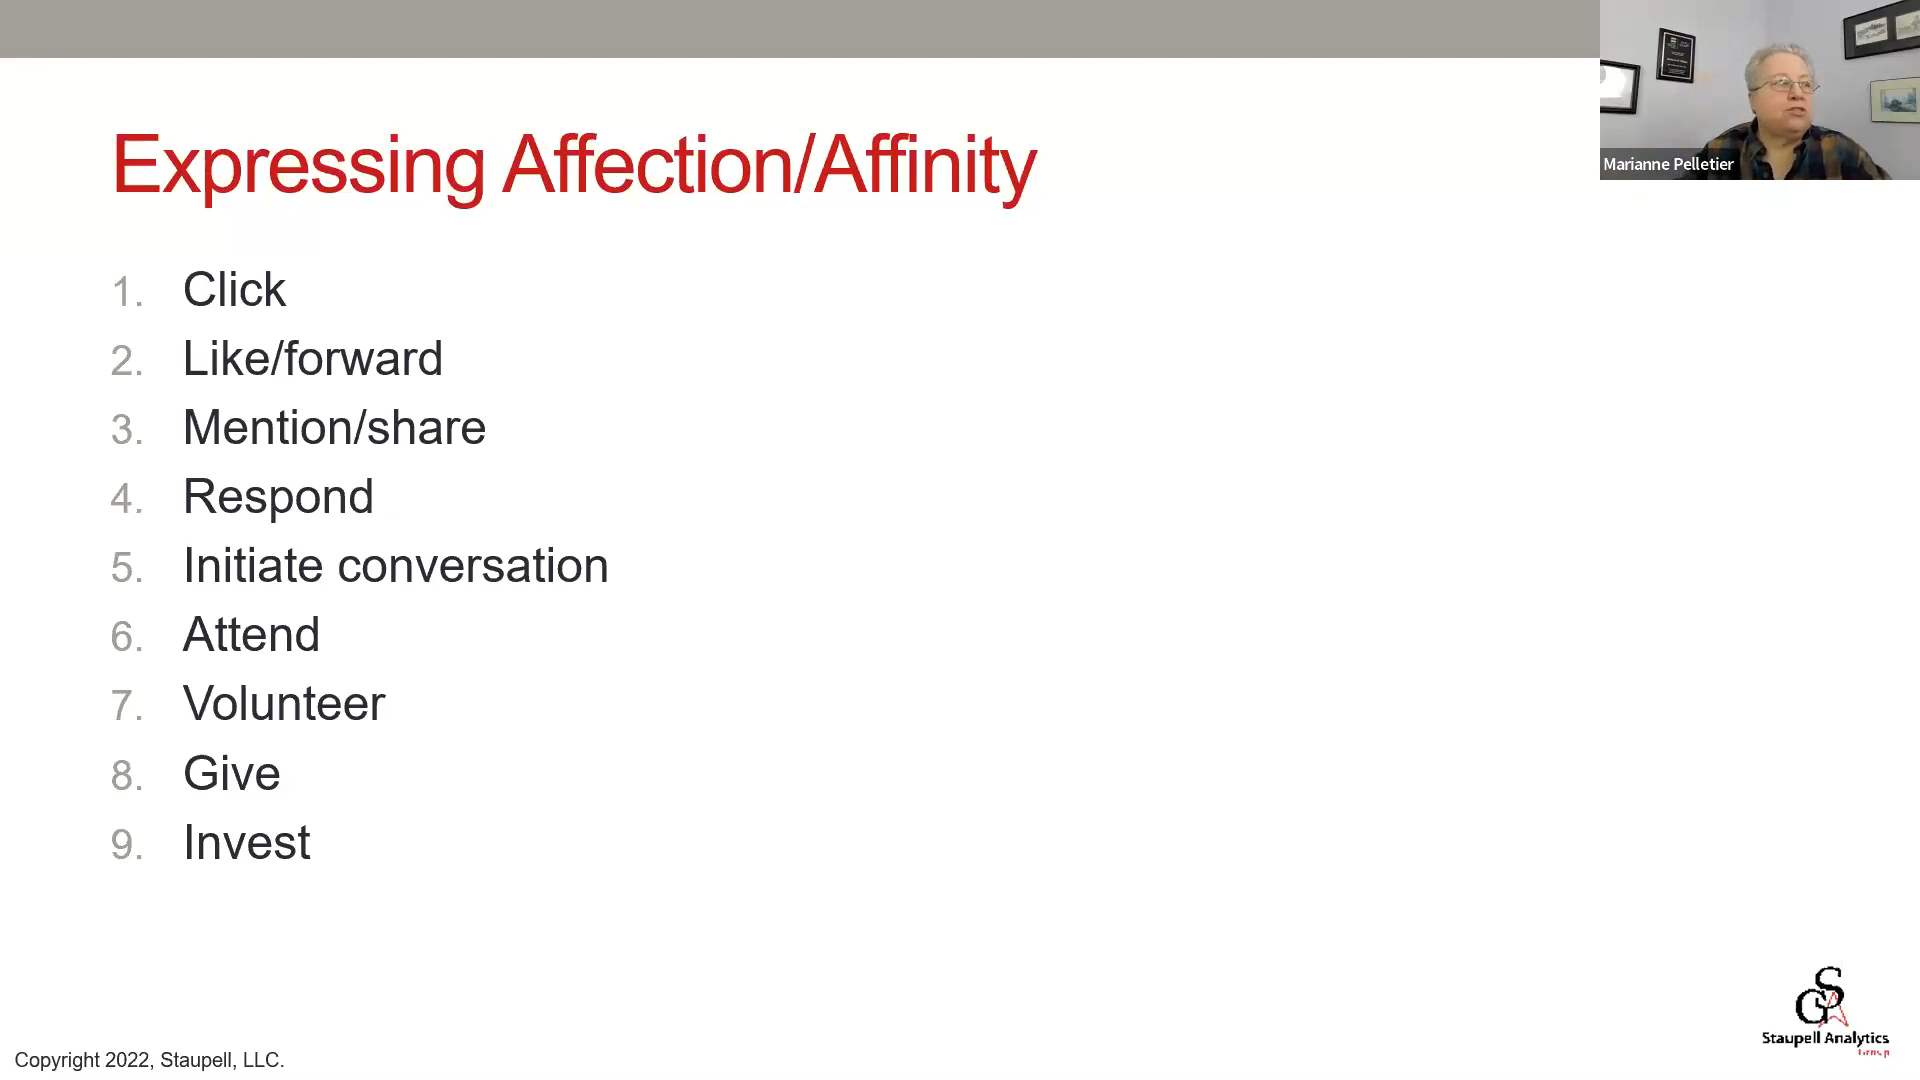 Expressing Affection/Affinity
Marianne Pelletier
1. Click
2. Like/forward
3. Mention/share
4. Respond
5. Initiate conversation
6. Attend
7. Volunteer
8. Give
9. Invest
SGA
Staupell Analytics
Group
Copyright 2022, Staupell, LLC.